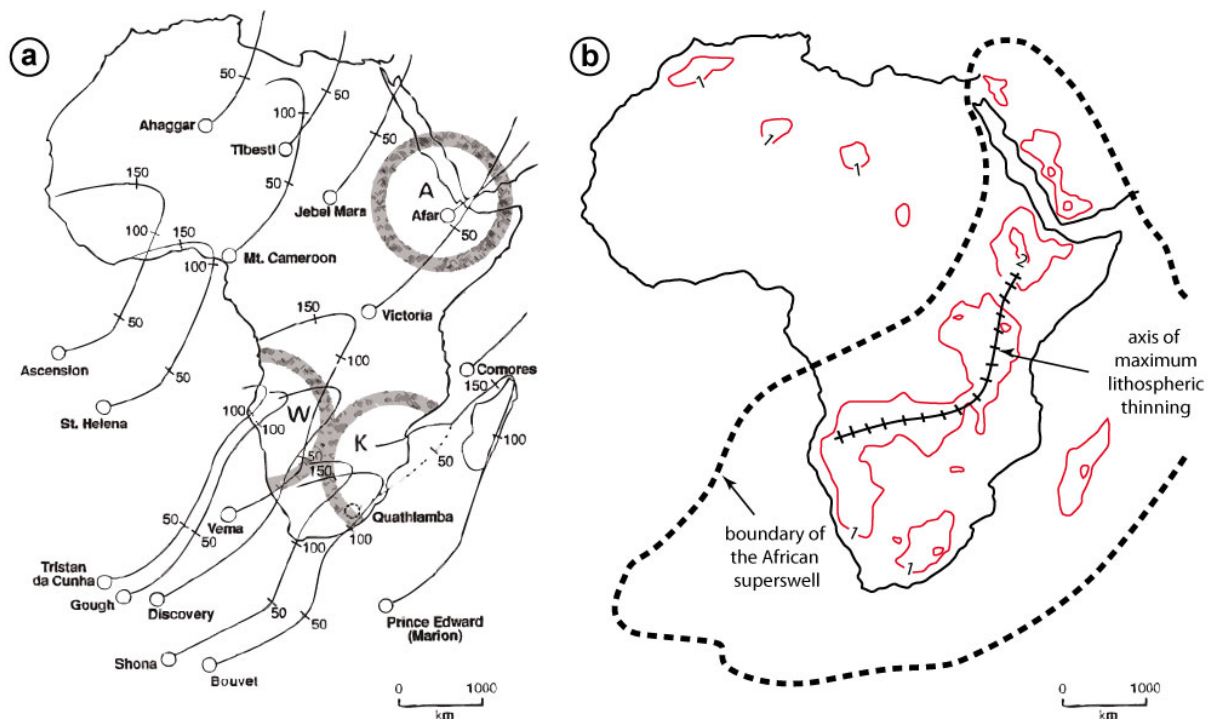 a
50
50
100
Ahaggar
Tibesti
50
50
150
Jebel Marra
A
Afar
50
100
150
100
Mt. Cameroon
50
Victoria
150
100
Ascension
50
St. Helena
Comores
150
100
W
K
100
100
50
50
150
Vema
Quathlamba
100
100
50
50
Tristan
da Cunha
Gough
Discovery
50
50
Prince Edward
(Marion)
Shona
Bouvet
0 1000
km
b
1
1
1
2
axis of
maximum
lithospheric
thinning
boundary of
the African
superswell
1
1
0 1000
km